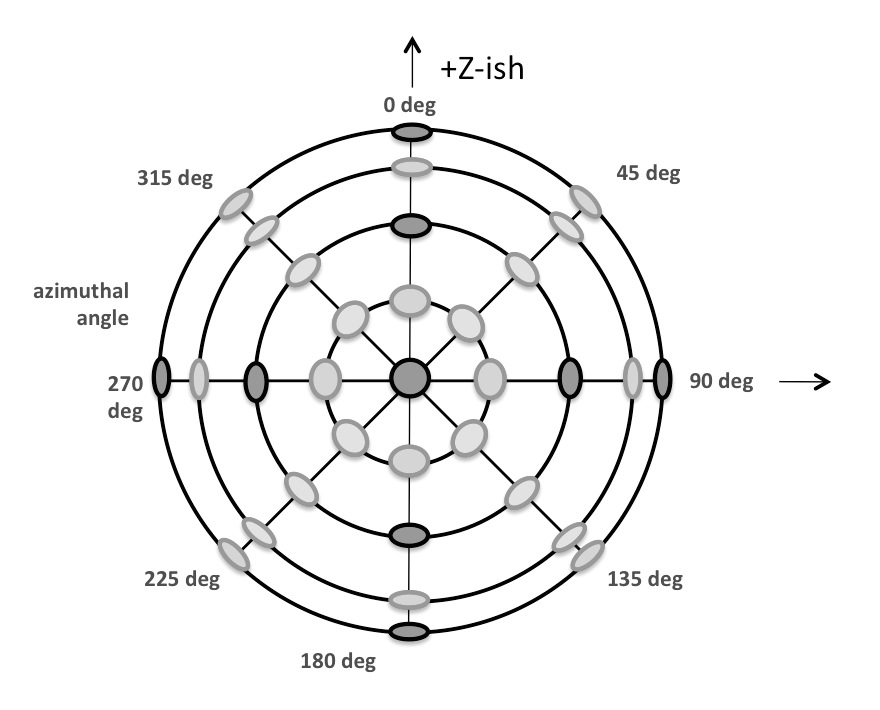 +Z-ish
0 deg
315 deg
45 deg
azimuthal
angle
270
deg
90 deg
225 deg
135 deg
180 deg